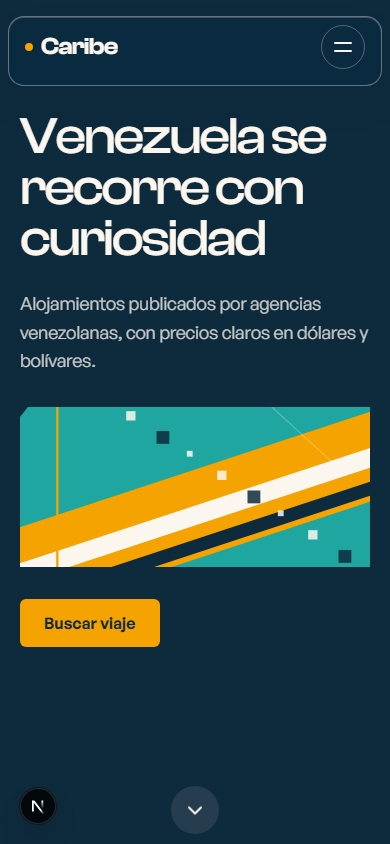 Caribe
Venezuela se
recorre con
curiosidad
Alojamientos publicados por agencias
venezolanas, con precios claros en dólares y
bolívares.
Buscar viaje
N